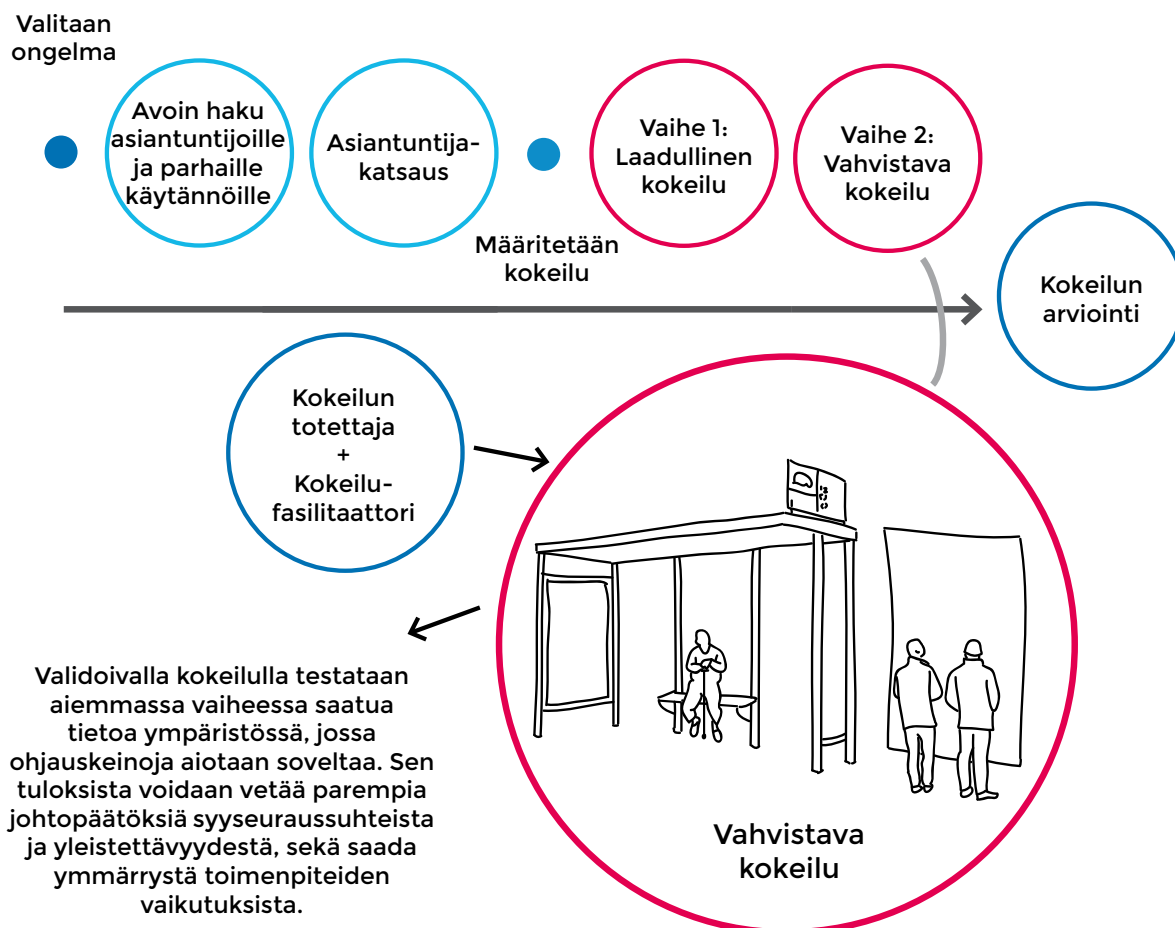 Valitaan
ongelma
Avoin haku
asiantuntijoille
ja parhaille
käytännöille
Asiantuntija-
katsaus
Määritetään
kokeilu
Vaihe 1:
Laadullinen
kokeilu
Vaihe 2:
Vahvistava
kokeilu
Kokeilun
arviointi
Kokeilun
totettaja
+
Kokeilu-
fasilitaattori
Validoivalla kokeilulla testataan
aiemmassa vaiheessa saatua
tietoa ympäristössä, jossa
ohjauskeinoja aiotaan soveltaa. Sen
tuloksista voidaan vetää parempia
johtopäätöksiä syyseuraussuhteista
ja yleistettävyydestä, sekä saada
ymmärrystä toimenpiteiden
vaikutuksista.
Vahvistava
kokeilu